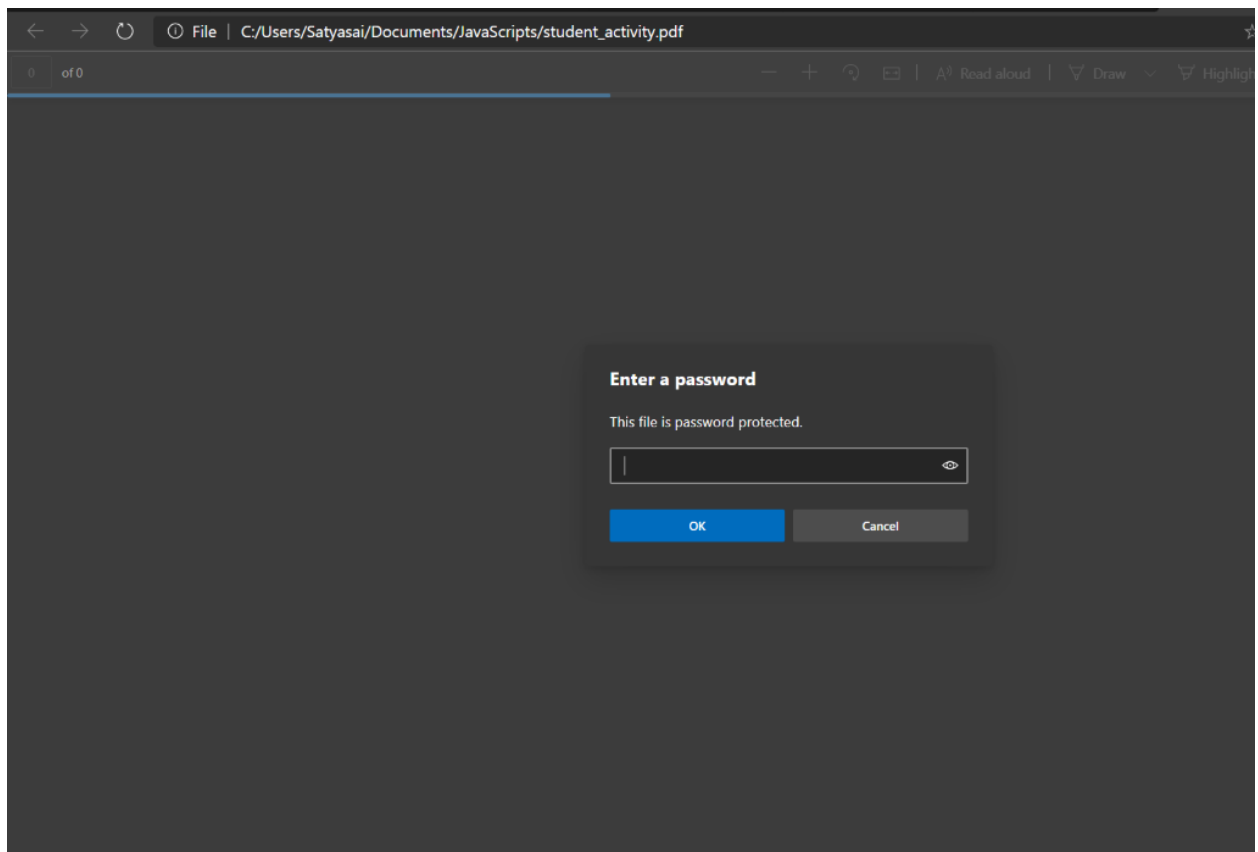 File | C:/Users/Satyasai/Documents/JavaScripts/student_activity.pdf
0 of 0 | A Read aloud | Draw Highligh
Enter a password
This file is password protected.
OK Cancel